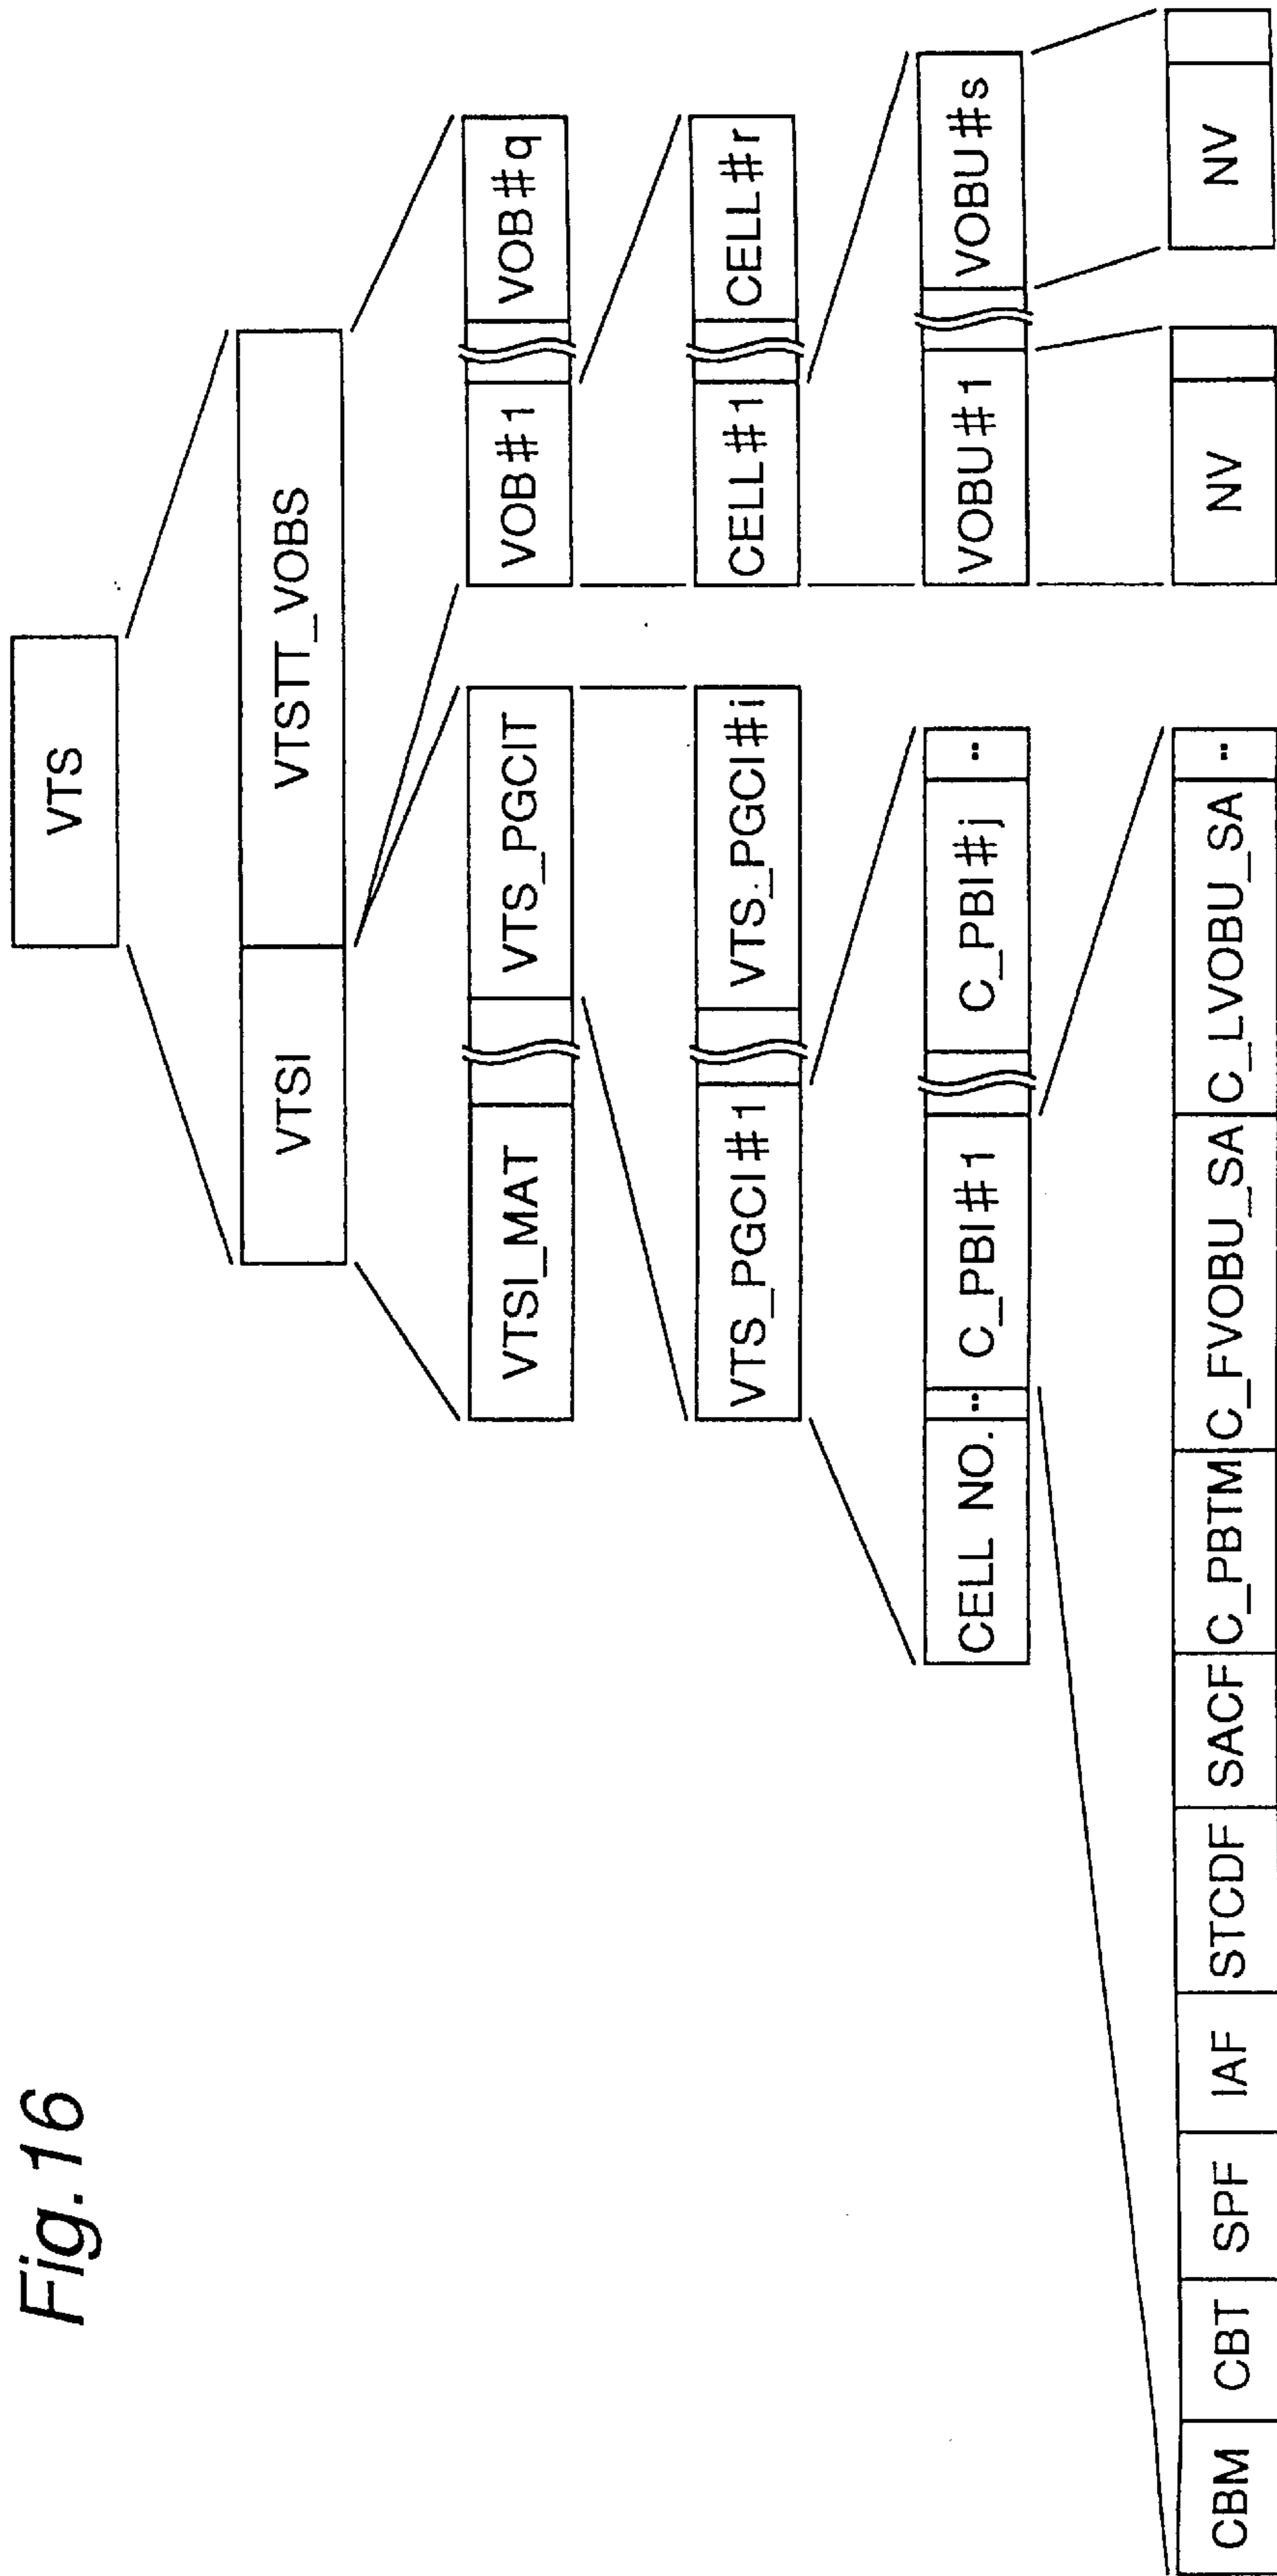 Fig.16
VTS
VTSI VTSTT_VOBS
VTSI_MAT VTS_PGCIT VOB#1 VOB#q
VTS_PGCI#1 VTS_PGCI#i CELL#1 CELL#r
CELL NO. .. C_PBI#1 C_PBI#j .. VOBU#1 VOBU#s
CBM CBT SPF IAF STCDF SACF C_PBTM C_FVOBU_SA C_LVOBU_SA .. NV NV